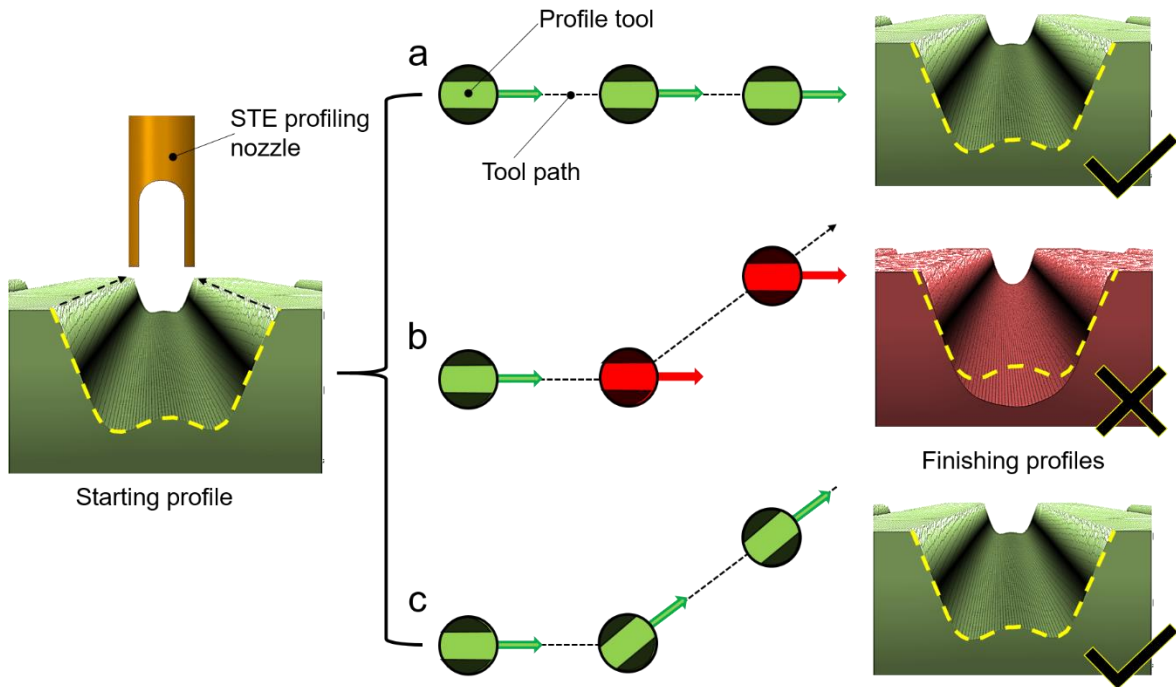 Profile tool
a
STE profiling
nozzle
Tool path
b
Starting profile
Finishing profiles
c